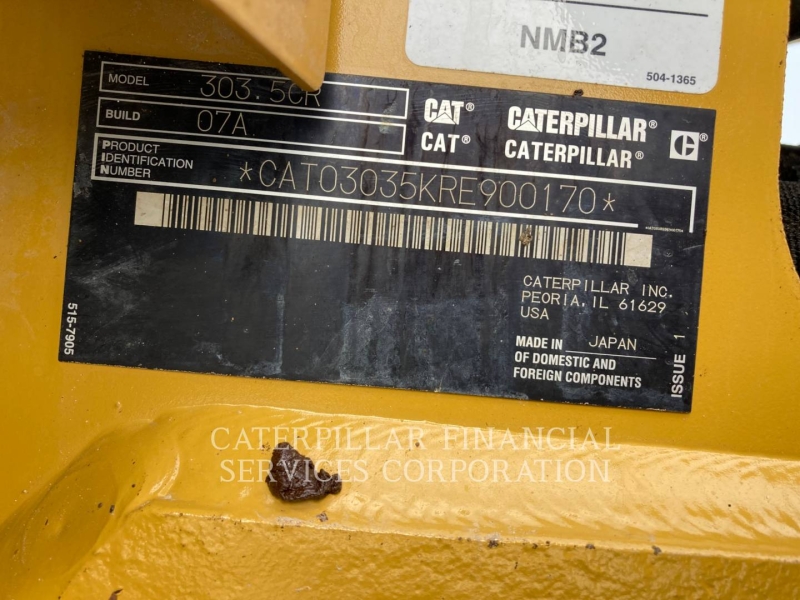 NMB2
504-1365
MODEL 303.5CR
BUILD 07A
CAT® CATERPILLAR®
CAT® CATERPILLAR®
PRODUCT
IDENTIFICATION
NUMBER
*CAT03035KRE900170*
CATERPILLAR INC.
PEORIA, IL 61629
USA
MADE IN JAPAN
OF DOMESTIC AND
FOREIGN COMPONENTS
515-7905
ISSUE 1
CATERPILLAR FINANCIAL
SERVICES CORPORATION